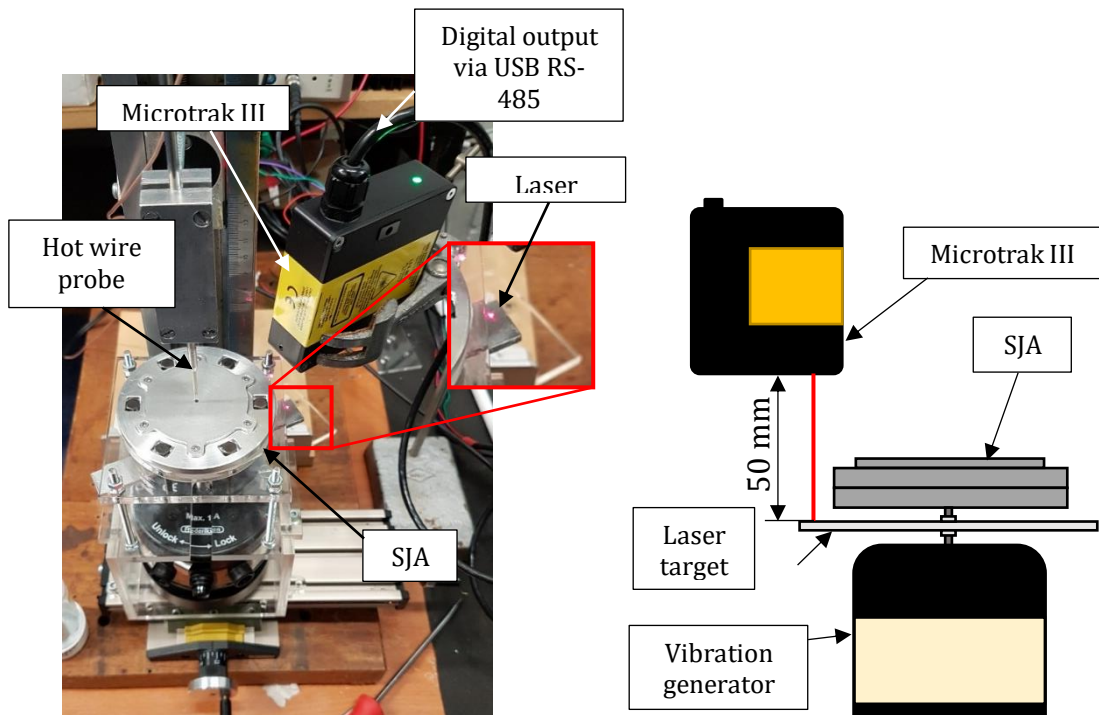 Digital output
via USB RS-
485
Microtrak III
Laser
Hot wire
probe
Max. 1 A
Unlock
Lock
SJA
Microtrak III
SJA
50 mm
Laser
target
Vibration
generator